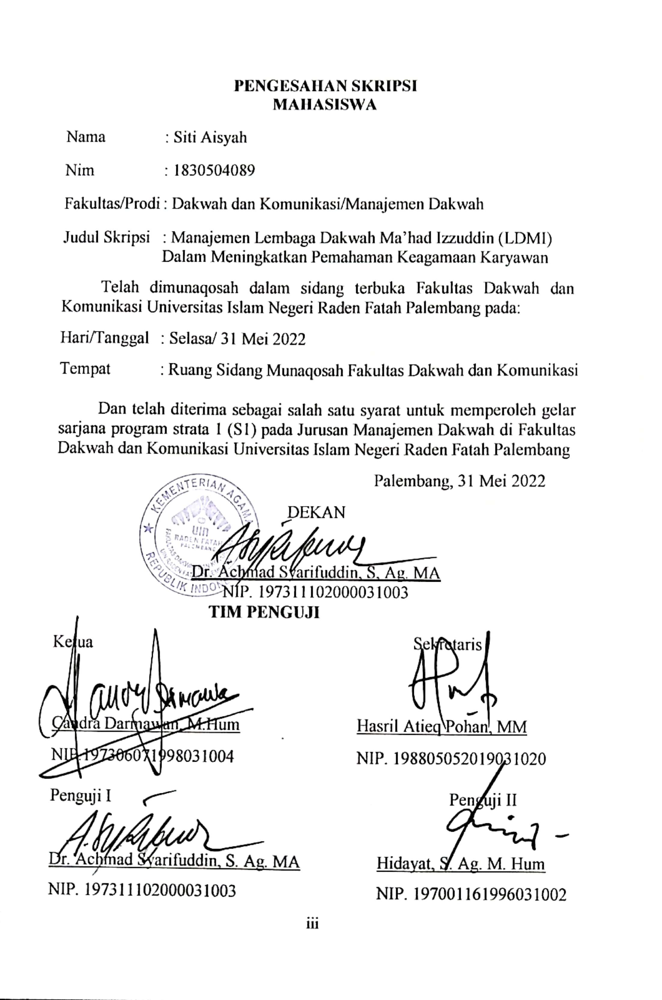 PENGESAHAN SKRIPSI
MAHASISWA
Nama : Siti Aisyah
Nim : 1830504089
Fakultas/Prodi : Dakwah dan Komunikasi/Manajemen Dakwah
Judul Skripsi : Manajemen Lembaga Dakwah Ma'had Izzuddin (LDMI)
Dalam Meningkatkan Pemahaman Keagamaan Karyawan
Telah dimunaqosah dalam sidang terbuka Fakultas Dakwah dan
Komunikasi Universitas Islam Negeri Raden Fatah Palembang pada:
Hari/Tanggal : Selasa/ 31 Mei 2022
Tempat : Ruang Sidang Munaqosah Fakultas Dakwah dan Komunikasi
Dan telah diterima sebagai salah satu syarat untuk memperoleh gelar
sarjana program strata 1 (S1) pada Jurusan Manajemen Dakwah di Fakultas
Dakwah dan Komunikasi Universitas Islam Negeri Raden Fatah Palembang
Palembang, 31 Mei 2022
KEMENTERIAN AGAMA
UIN
RADEN FATAH
PALEMBANG
REPUBLIK
DEKAN
Dr. Achmad Syarifuddin, S, Ag. MA
NIP. 197311102000031003
TIM PENGUJI
Ketua Sekretaris
Candra Darmawan, M.Hum Hasril Atieq Pohan, MM
NIP.197306071998031004 NIP. 198805052019031020
Penguji I Penguji II
Dr. Achmad Syarifuddin, S. Ag. MA Hidayat, S. Ag. M. Hum
NIP. 197311102000031003 NIP. 197001161996031002
iii